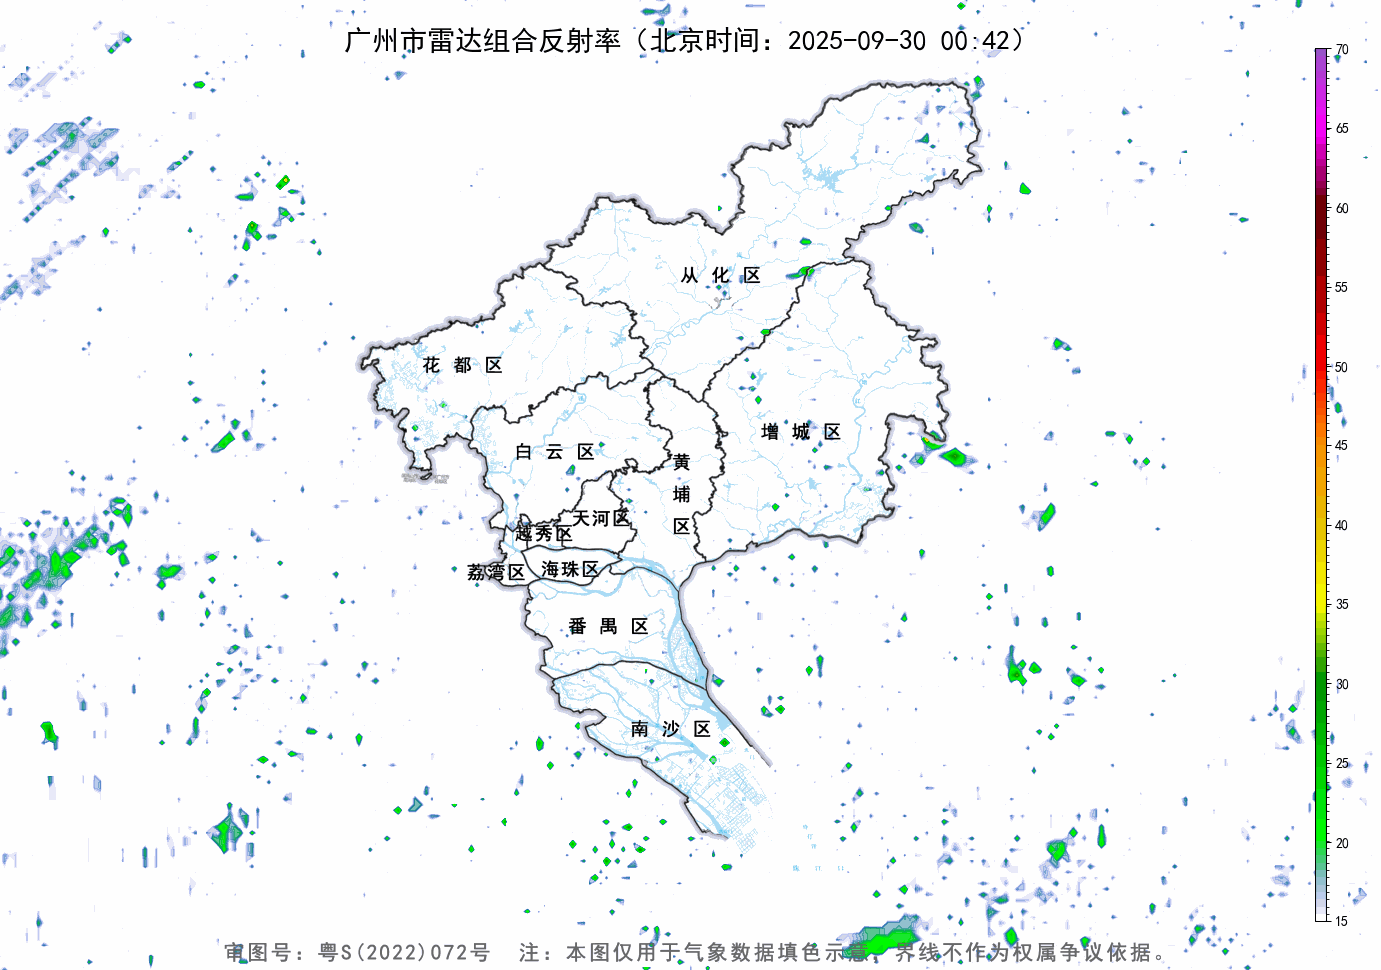 广州市雷达组合反射率（北京时间：2025-09-30 00:42）
70
65
60
55
50
45
40
35
30
25
20
15
从化区
花都区
增城区
白云区
黄埔区
天河区
越秀区
荔湾区
海珠区
番禺区
南沙区
审图号：粤S(2022)072号 注：本图仅用于气象数据填色示意，界线不作为权属争议依据。